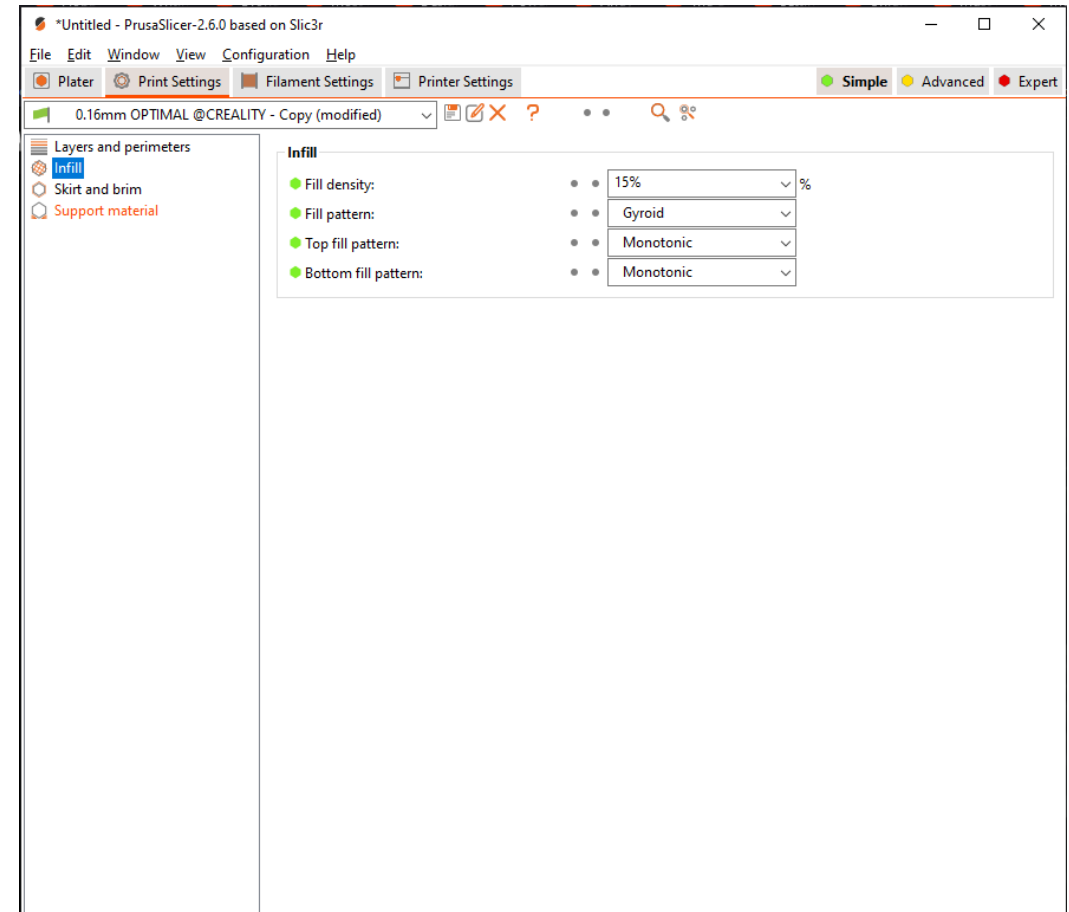 *Untitled - PrusaSlicer-2.6.0 based on Slic3r
File Edit Window View Configuration Help
Plater Print Settings Filament Settings Printer Settings Simple Advanced Expert
0.16mm OPTIMAL @CREALITY - Copy (modified) ?
Layers and perimeters
Infill
Skirt and brim
Support material
Infill
Fill density: 15% %
Fill pattern: Gyroid
Top fill pattern: Monotonic
Bottom fill pattern: Monotonic